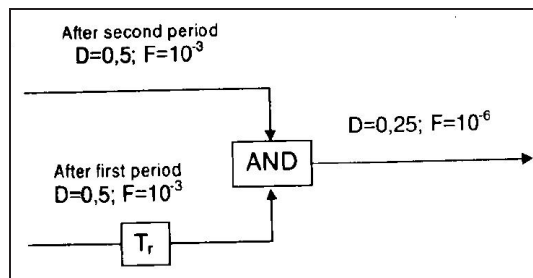 After second period
D=0,5; F=10⁻³
D=0,25; F=10⁻⁶
AND
After first period
D=0,5; F=10⁻³
Tᵣ